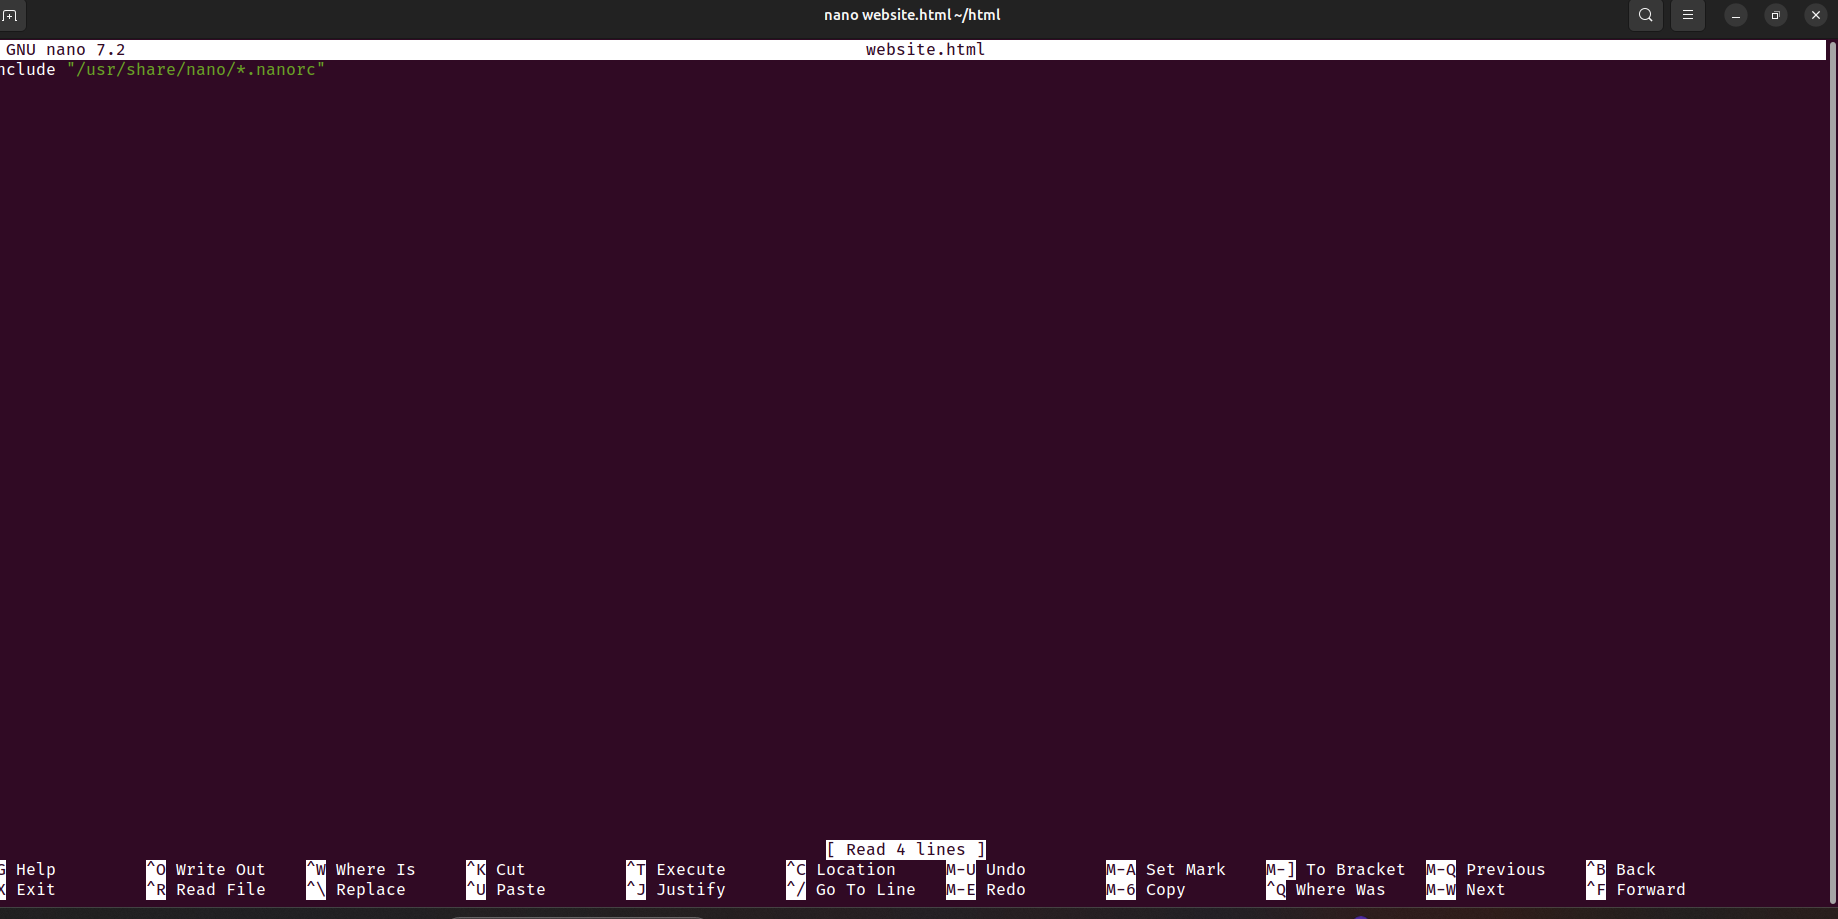 nano website.html ~/html
GNU nano 7.2 website.html
nclude "/usr/share/nano/*.nanorc"
[ Read 4 lines ]
G Help ^O Write Out ^W Where Is ^K Cut ^T Execute ^C Location M-U Undo M-A Set Mark M-] To Bracket M-Q Previous ^B Back
X Exit ^R Read File ^\ Replace ^U Paste ^J Justify ^/ Go To Line M-E Redo M-6 Copy ^Q Where Was M-W Next ^F Forward